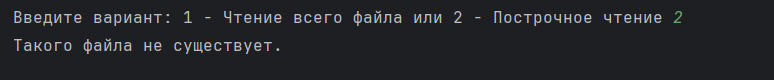 Введите вариант: 1 - Чтение всего файла или 2 - Построчное чтение 2
Такого файла не существует.